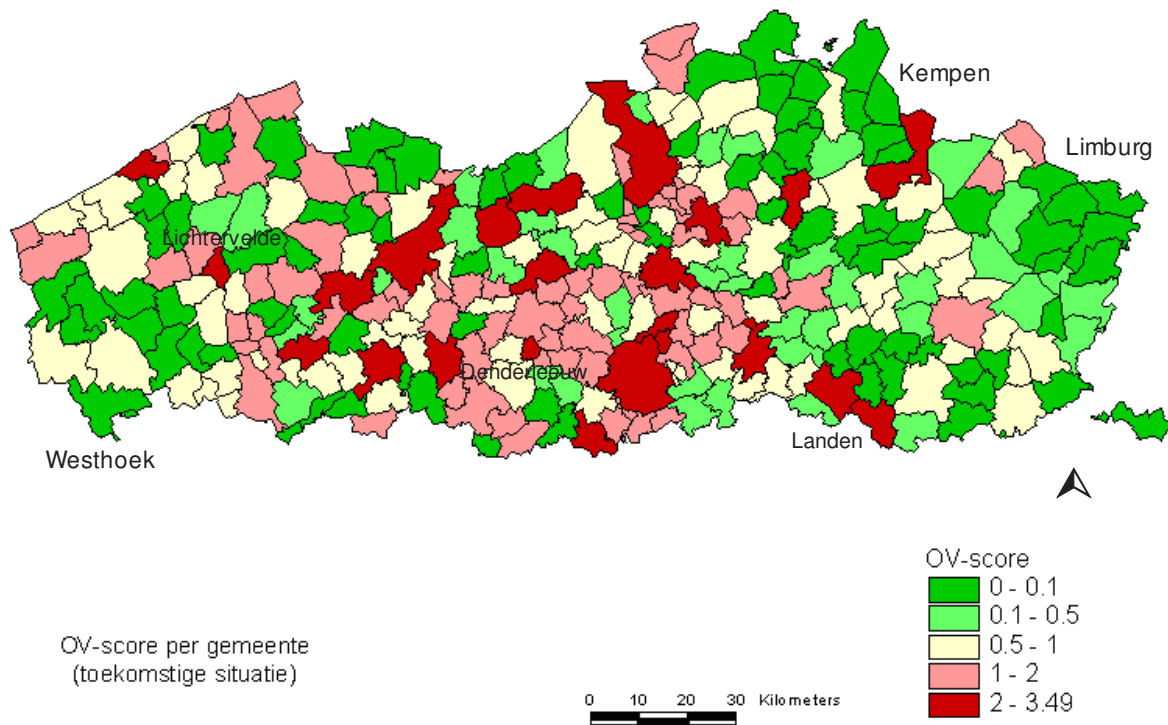 Kempen
Limburg
Lichtervelde
Denderleeuw
Landen
Westhoek
OV-score
0 - 0.1
0.1 - 0.5
0.5 - 1
1 - 2
2 - 3.49
OV-score per gemeente
(toekomstige situatie)
0 10 20 30 Kilometers